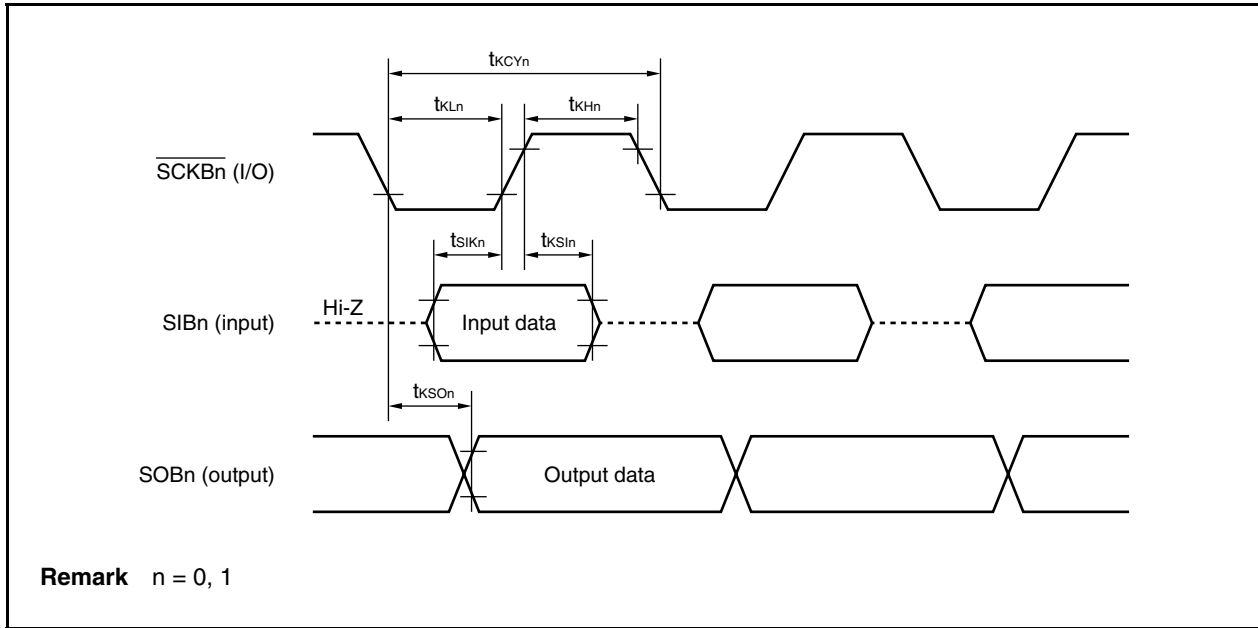 tKCYn
tKLn
tKHn
SCKBn (I/O)
tSIKn
tKSIn
Hi-Z
SIBn (input)
Input data
tKSOn
SOBn (output)
Output data
Remark n = 0, 1